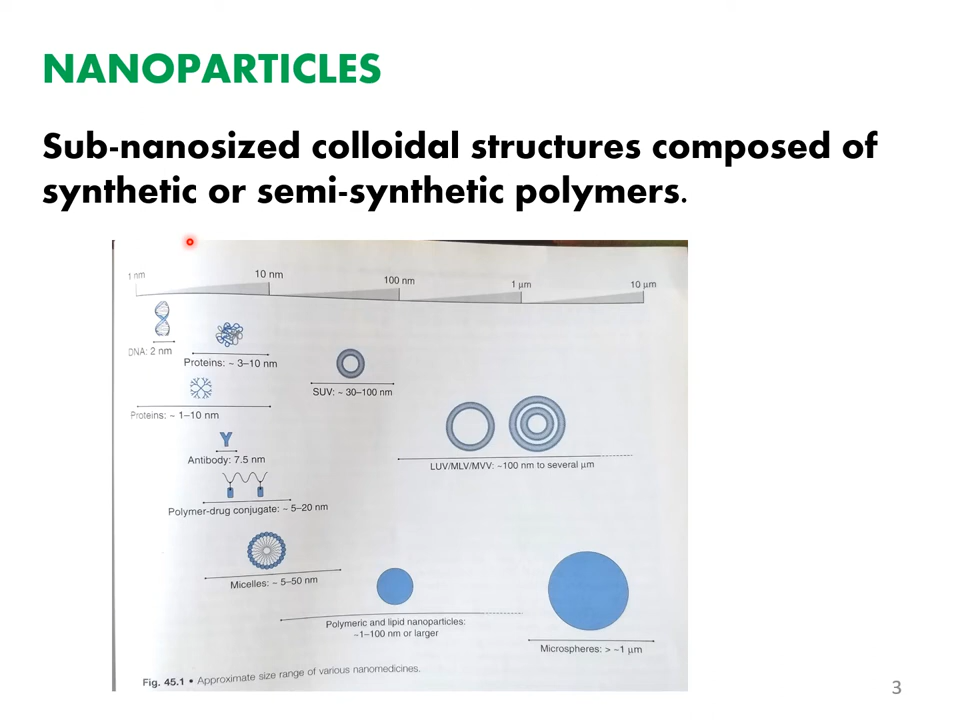 NANOPARTICLES
Sub-nanosized colloidal structures composed of
synthetic or semi-synthetic polymers.
1 nm
10 nm
100 nm
1 µm
10 µm
DNA: 2 nm
Proteins: ~ 3–10 nm
SUV: ~ 30–100 nm
Proteins: ~ 1–10 nm
Antibody: 7.5 nm
LUV/MLV/MVV: ~100 nm to several µm
Polymer-drug conjugate: ~ 5–20 nm
Micelles: ~ 5–50 nm
Polymeric and lipid nanoparticles:
~1–100 nm or larger
Microspheres: > ~1 µm
Fig. 45.1 • Approximate size range of various nanomedicines.
3